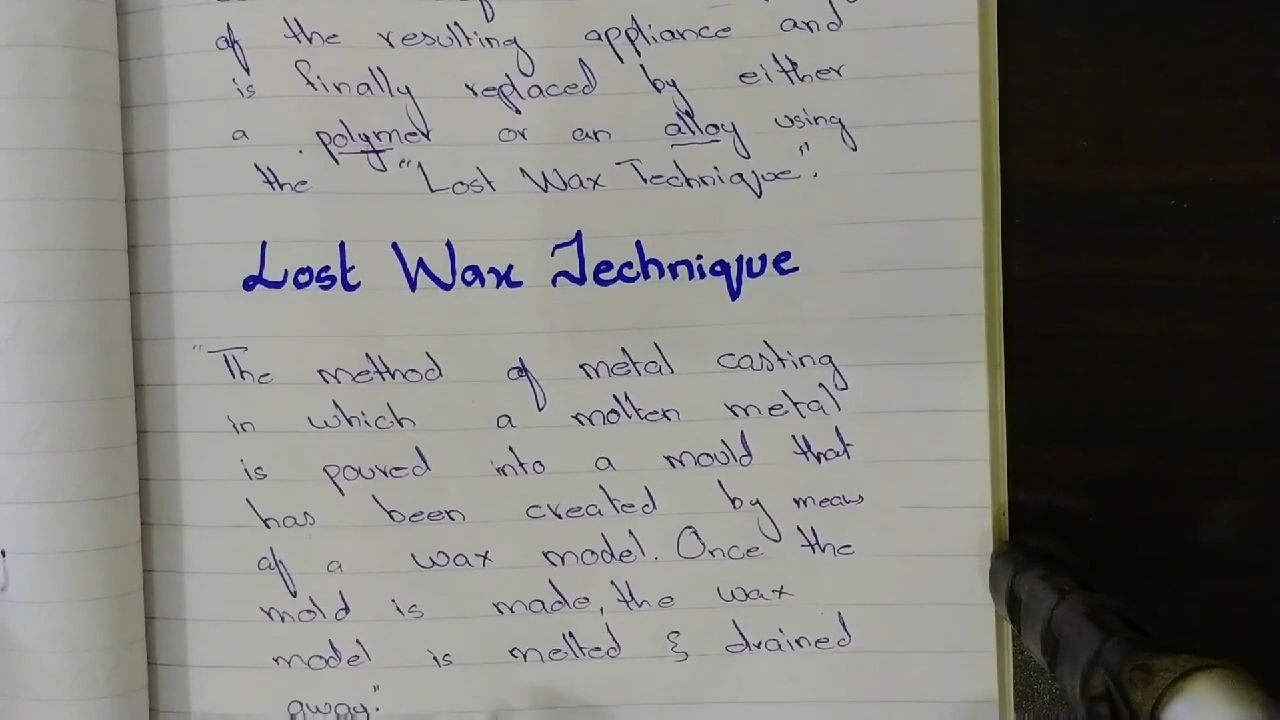 of the resulting appliance and
is finally replaced by either
a polymer or an alloy using
the "Lost Wax Technique".
Lost Wax Technique
"The method of metal casting
in which a molten metal
is poured into a mould that
has been created by means
of a wax model. Once the
mold is made, the wax
model is melted & drained
away."